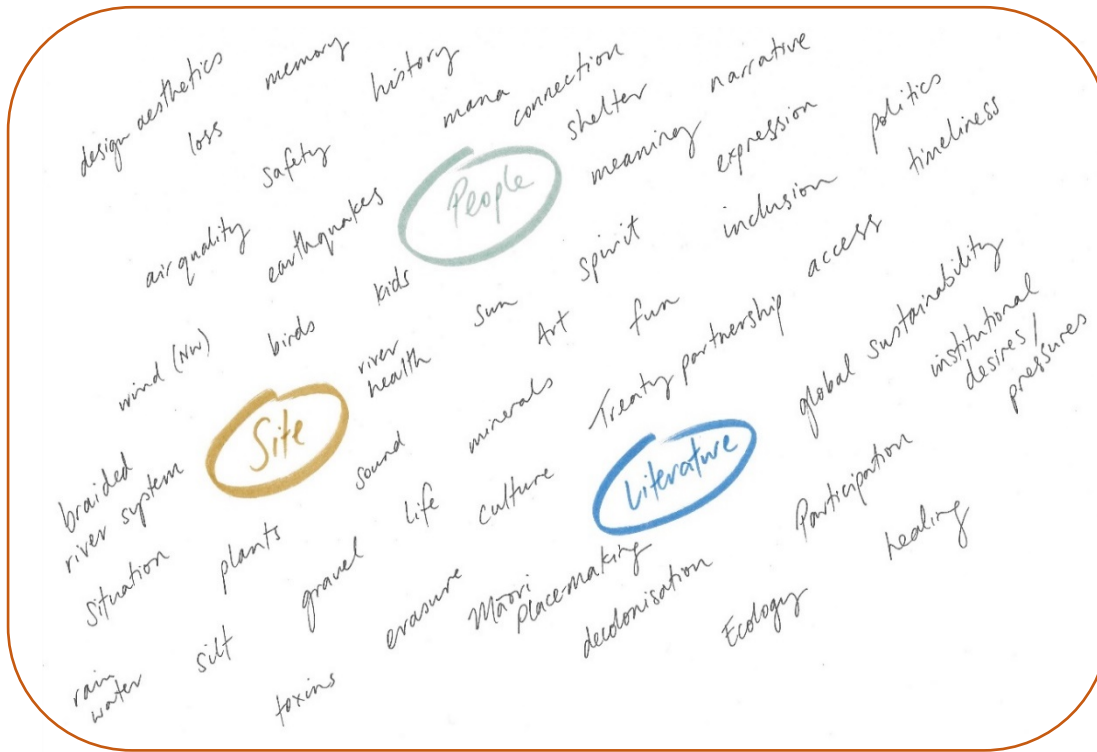 design aesthetics
memory
history
mana
connection
narrative
loss
safety
shelter
meaning
expression
politics
timeliness
People
air quality
earthquakes
kids
sun
spirit
inclusion
access
wind (NW)
birds
river
health
Art
fun
Treaty partnership
global sustainability
institutional
desires/
pressures
Site
braided
river system
sound
minerals
Literature
Situation
plants
gravel
life
culture
Participation
healing
rain
water
silt
toxins
erasure
Māori
place-making
decolonisation
Ecology